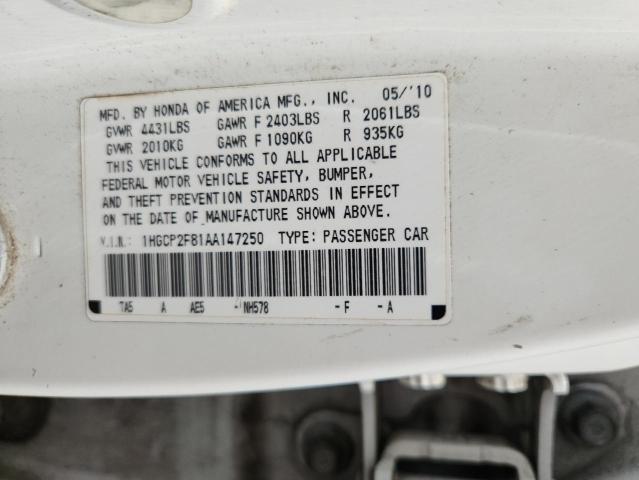 MFD. BY HONDA OF AMERICA MFG., INC. 05/'10
GVWR 4431LBS GAWR F 2403LBS R 2061LBS
GVWR 2010KG GAWR F 1090KG R 935KG
THIS VEHICLE CONFORMS TO ALL APPLICABLE
FEDERAL MOTOR VEHICLE SAFETY, BUMPER,
AND THEFT PREVENTION STANDARDS IN EFFECT
ON THE DATE OF MANUFACTURE SHOWN ABOVE.
V.I.N.: 1HGCP2F81AA147250 TYPE: PASSENGER CAR
TA5 A AE5 -NH578 -F -A